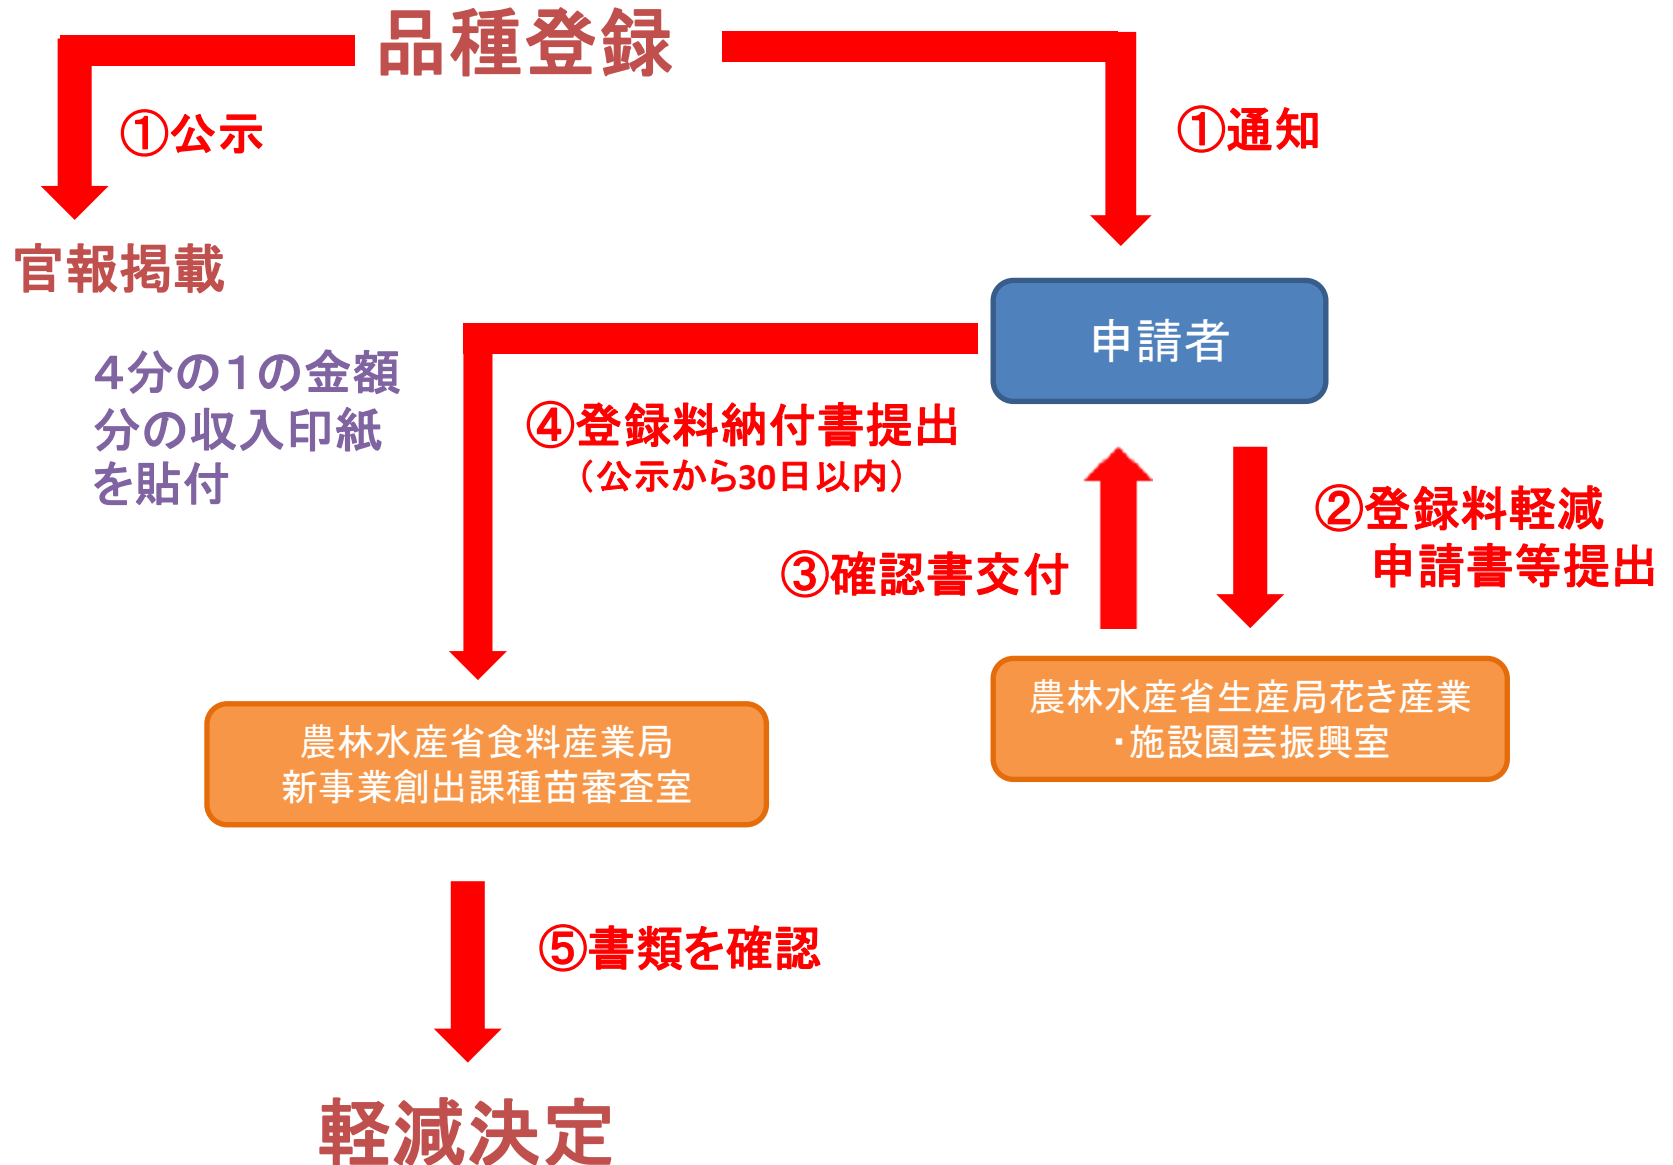 品種登録
①公示
①通知
官報掲載
申請者
４分の１の金額
分の収入印紙
を貼付
④登録料納付書提出
（公示から30日以内）
②登録料軽減
申請書等提出
③確認書交付
農林水産省生産局花き産業
・施設園芸振興室
農林水産省食料産業局
新事業創出課種苗審査室
⑤書類を確認
軽減決定